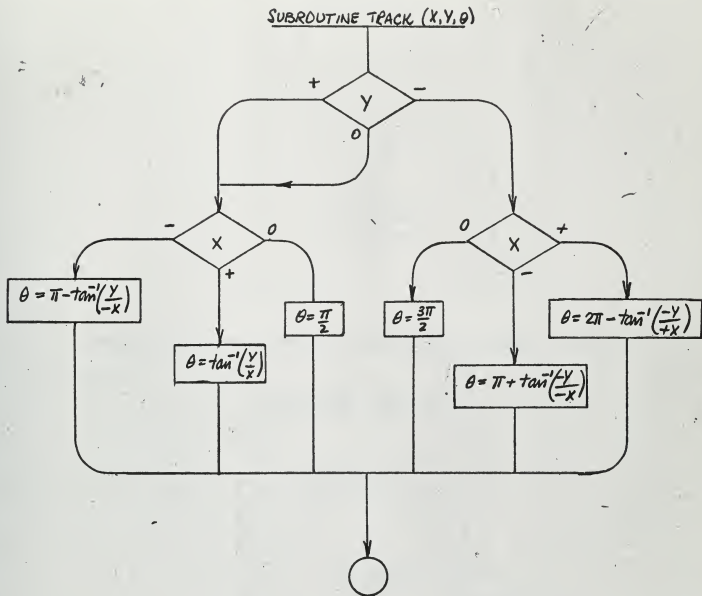 SUBROUTINE TRACK (X, Y, θ)
+
Y
-
0
-
X
0
+
0
X
+
-
θ = π - tan⁻¹(Y/-X)
θ = π/2
θ = 3π/2
θ = 2π - tan⁻¹(-Y/+X)
θ = tan⁻¹(Y/X)
θ = π + tan⁻¹(-Y/-X)